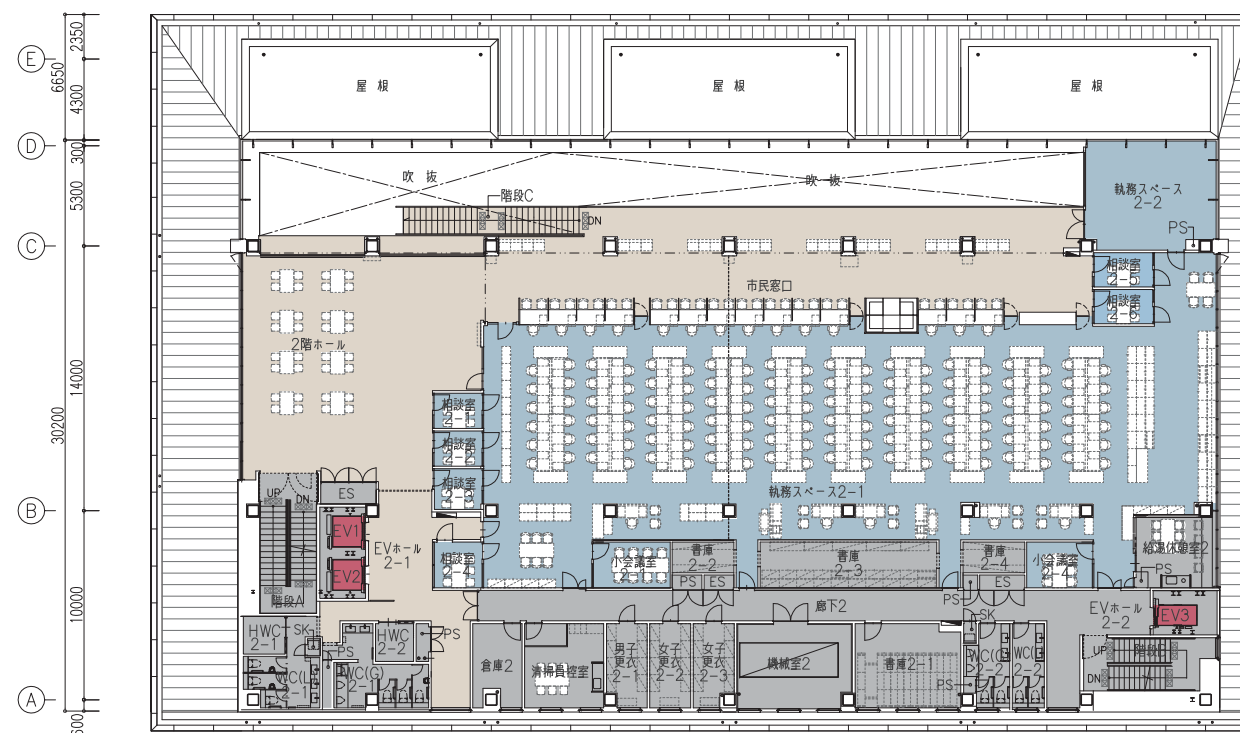 E
D
C
B
A
2350
6650
4300
300
5300
14000
30200
10000
600
屋 根
屋 根
屋 根
吹 抜
吹 抜
階段C
DN
執務スペース
2-2
PS
相談室
2-5
相談室
2-6
市民窓口
2階ホール
相談室
2-1
相談室
2-2
相談室
2-3
相談室
2-4
執務スペース2-1
UP
DN
ES
EV1
EV2
EVホール
2-1
階段A
小会議室
2-1
書庫
2-2
PS
ES
書庫
2-3
書庫
2-4
PS
ES
小会議室
2-4
給湯休憩室2
PS
廊下2
EVホール
2-2
EV3
HWC
2-1
SK
PS
HWC
2-2
PS
WC(L)
2-1
WC(G)
2-1
倉庫2
清掃員控室
男子
更衣
2-1
女子
更衣
2-2
女子
更衣
2-3
機械室2
書庫2-1
SK
PS
UP
DN